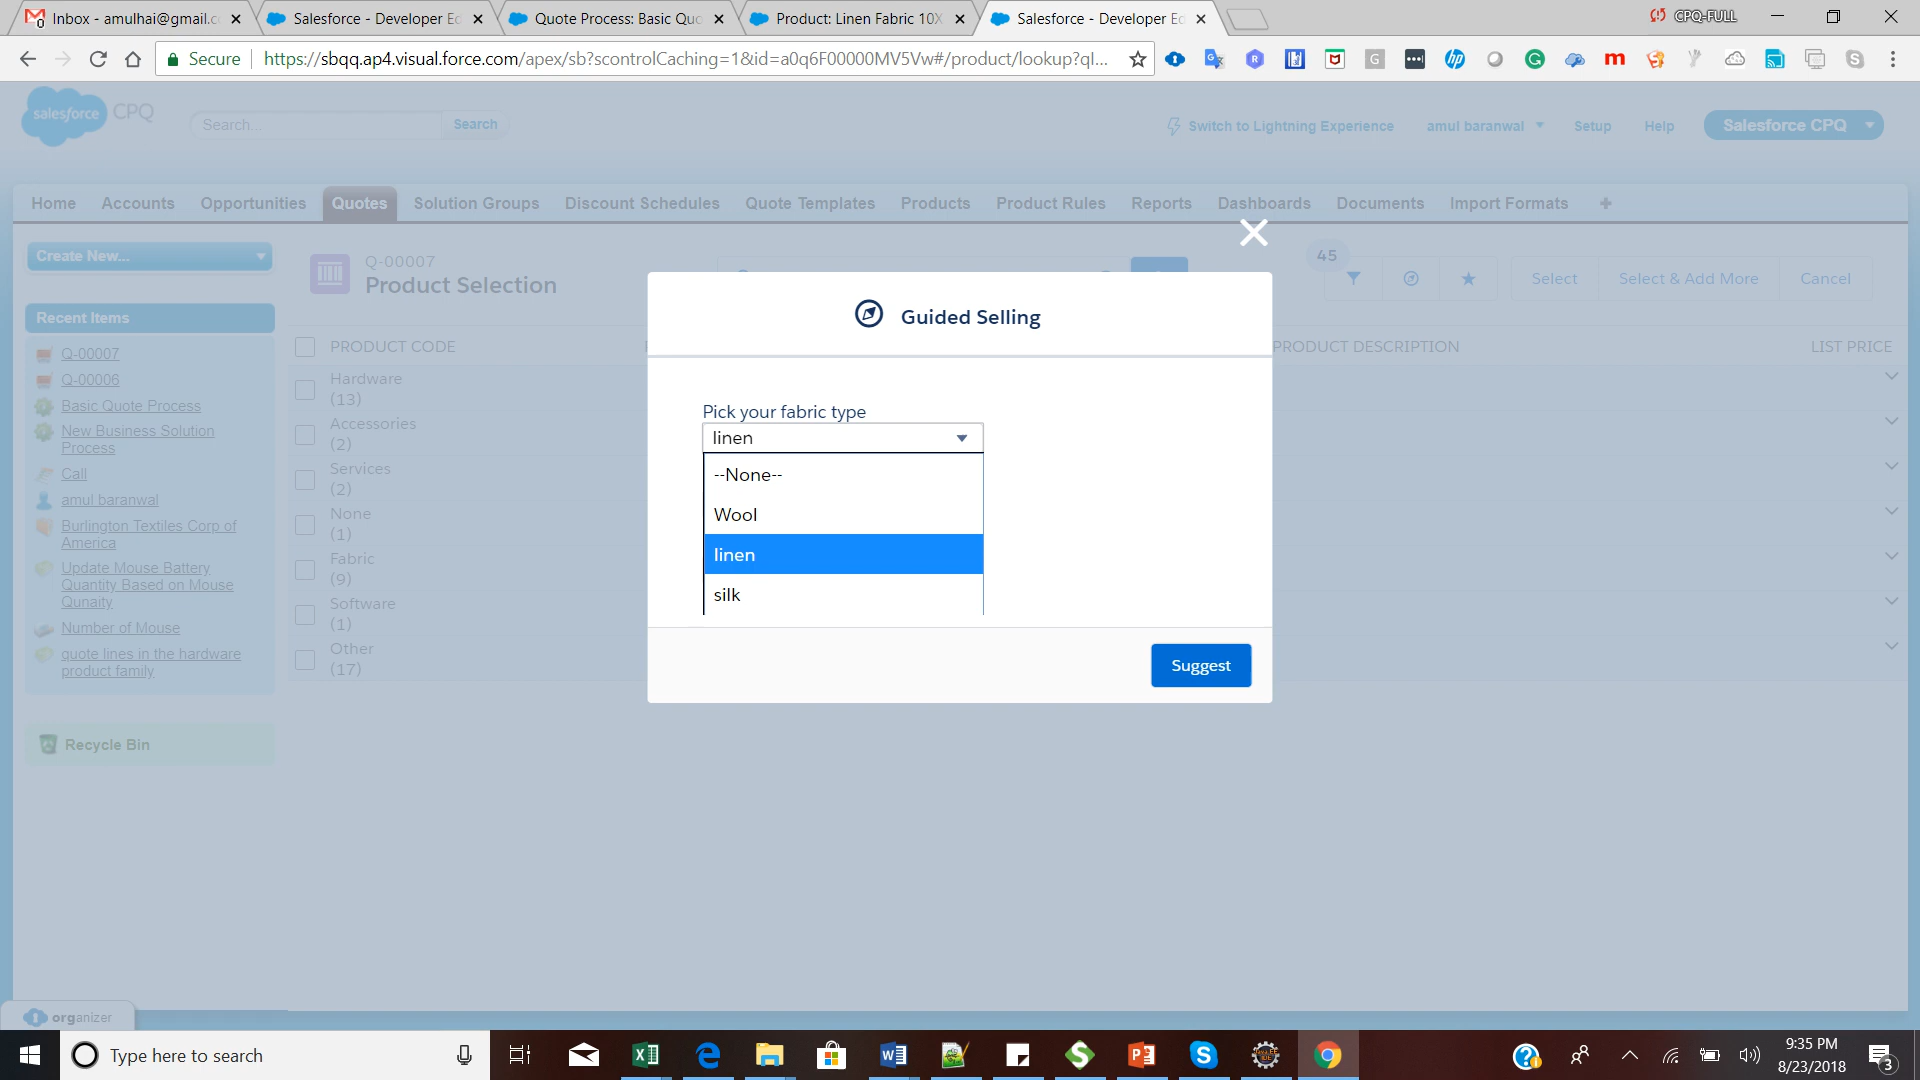 Inbox - amulhai@gmail.c
Salesforce - Developer Ed
Quote Process: Basic Quo
Product: Linen Fabric 10X
Salesforce - Developer Ed
CPQ-FULL
Secure
https://sbqq.ap4.visual.force.com/apex/sb?scontrolCaching=1&id=a0q6F00000MV5Vw#/product/lookup?ql...
salesforce CPQ
Search...
Search
Switch to Lightning Experience
amul baranwal
Setup
Help
Salesforce CPQ
Home
Accounts
Opportunities
Quotes
Solution Groups
Discount Schedules
Quote Templates
Products
Product Rules
Reports
Dashboards
Documents
Import Formats
Create New...
Recent Items
Q-00007
Q-00006
Basic Quote Process
New Business Solution
Process
Call
amul baranwal
Burlington Textiles Corp of
America
Update Mouse Battery
Quantity Based on Mouse
Qunaity
Number of Mouse
quote lines in the hardware
product family
Recycle Bin
Q-00007
Product Selection
45
Select
Select & Add More
Cancel
PRODUCT CODE
PRODUCT DESCRIPTION
LIST PRICE
Hardware
(13)
Accessories
(2)
Services
(2)
None
(1)
Fabric
(9)
Software
(1)
Other
(17)
Guided Selling
Pick your fabric type
linen
--None--
Wool
linen
silk
Suggest
organizer
Type here to search
9:35 PM
8/23/2018
3